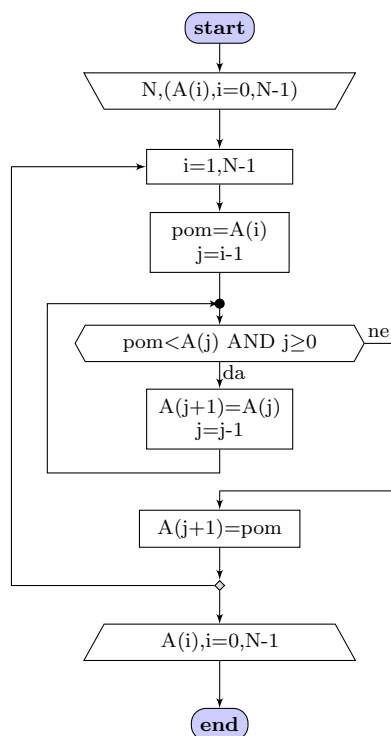 start
N,(A(i),i=0,N-1)
i=1,N-1
pom=A(i)
j=i-1
pom<A(j) AND j≥0
ne
da
A(j+1)=A(j)
j=j-1
A(j+1)=pom
A(i),i=0,N-1
end